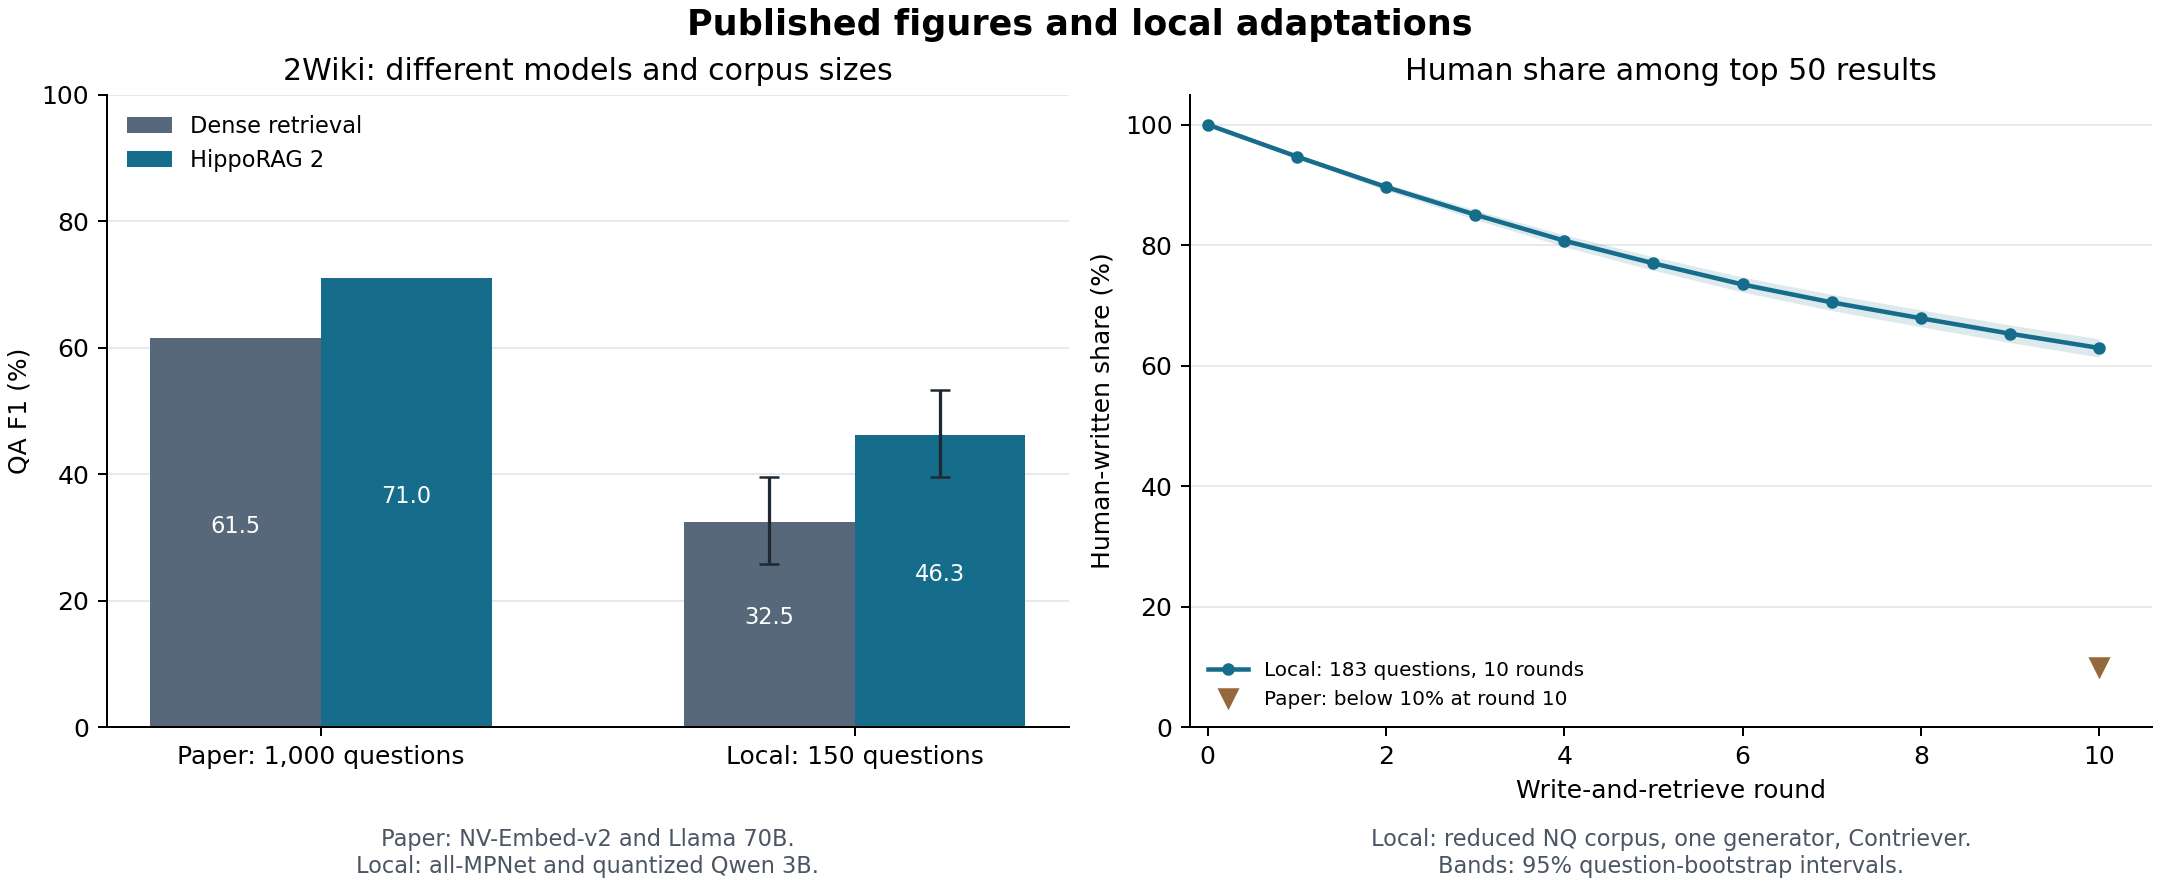 Published figures and local adaptations
2Wiki: different models and corpus sizes
QA F1 (%)
100
80
60
40
20
0
Dense retrieval
HippoRAG 2
61.5
71.0
32.5
46.3
Paper: 1,000 questions
Local: 150 questions
Paper: NV-Embed-v2 and Llama 70B.
Local: all-MPNet and quantized Qwen 3B.
Human share among top 50 results
Human-written share (%)
100
80
60
40
20
0
Local: 183 questions, 10 rounds
Paper: below 10% at round 10
0
2
4
6
8
10
Write-and-retrieve round
Local: reduced NQ corpus, one generator, Contriever.
Bands: 95% question-bootstrap intervals.